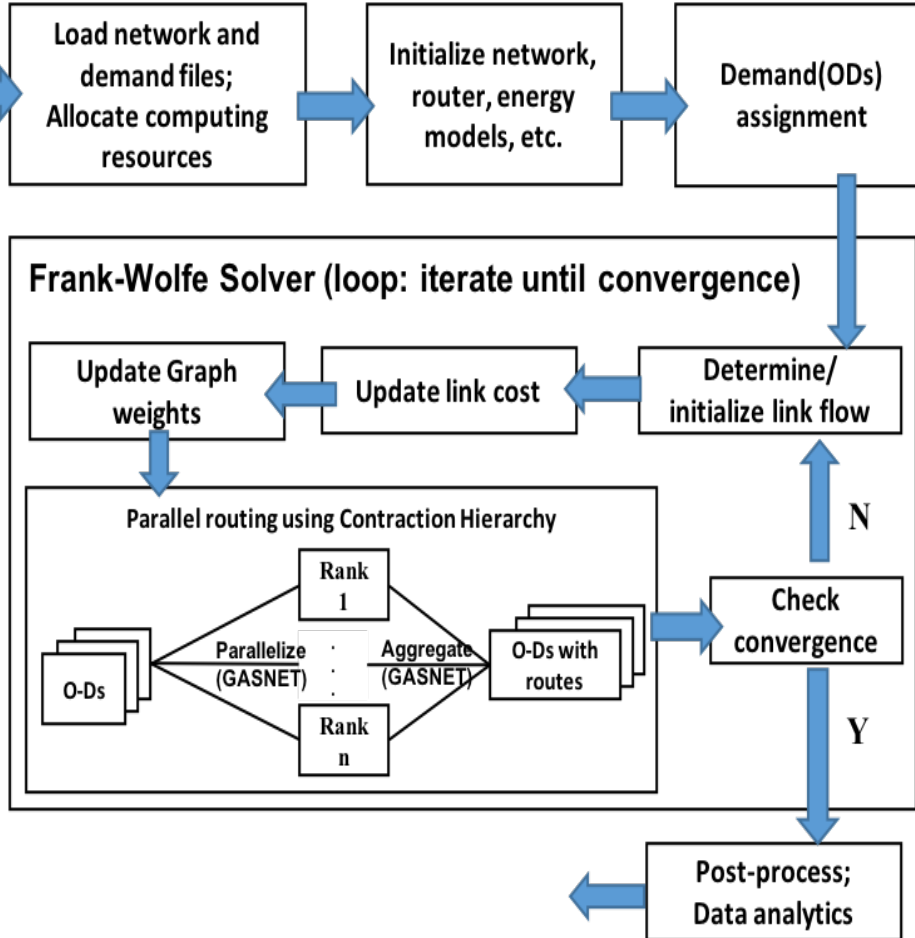 Load network and
demand files;
Allocate computing
resources
Initialize network,
router, energy
models, etc.
Demand(ODs)
assignment
Frank-Wolfe Solver (loop: iterate until convergence)
Update Graph
weights
Update link cost
Determine/
initialize link flow
Parallel routing using Contraction Hierarchy
O-Ds
Parallelize
(GASNET)
Rank
1
.
.
.
Rank
n
Aggregate
(GASNET)
O-Ds with
routes
Check
convergence
N
Y
Post-process;
Data analytics